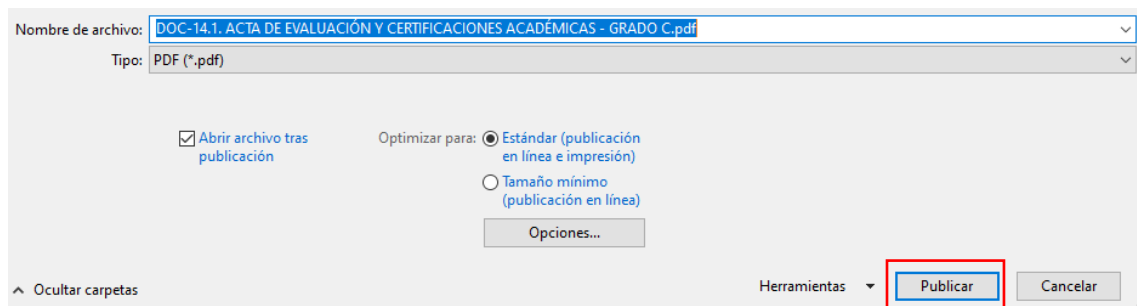 Nombre de archivo: DOC-14.1. ACTA DE EVALUACIÓN Y CERTIFICACIONES ACADÉMICAS - GRADO C.pdf
Tipo: PDF (*.pdf)
Abrir archivo tras
publicación
Optimizar para:
Estándar (publicación
en línea e impresión)
Tamaño mínimo
(publicación en línea)
Opciones...
Ocultar carpetas
Herramientas
Publicar
Cancelar